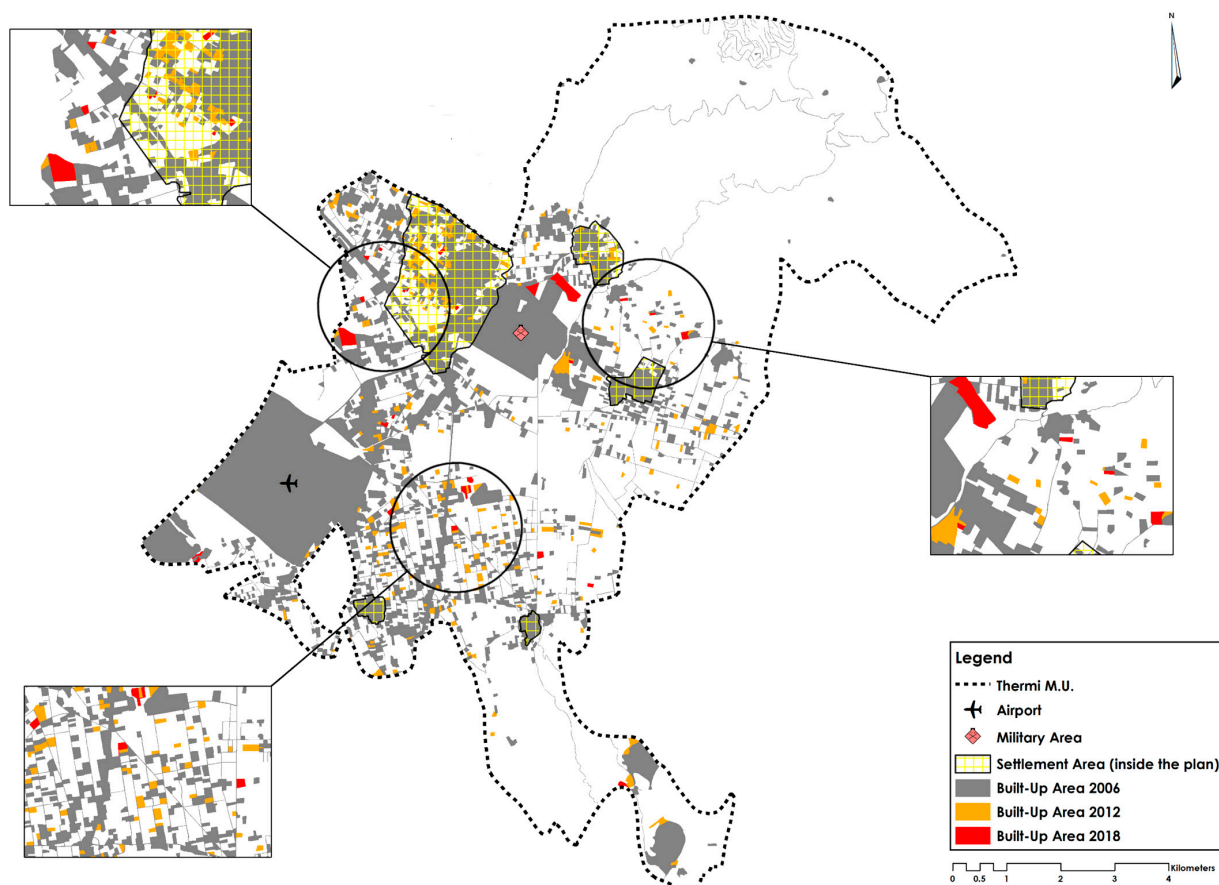 N
Legend
Thermi M.U.
Airport
Military Area
Settlement Area (inside the plan)
Built-Up Area 2006
Built-Up Area 2012
Built-Up Area 2018
0 0.5 1 2 3 4 Kilometers